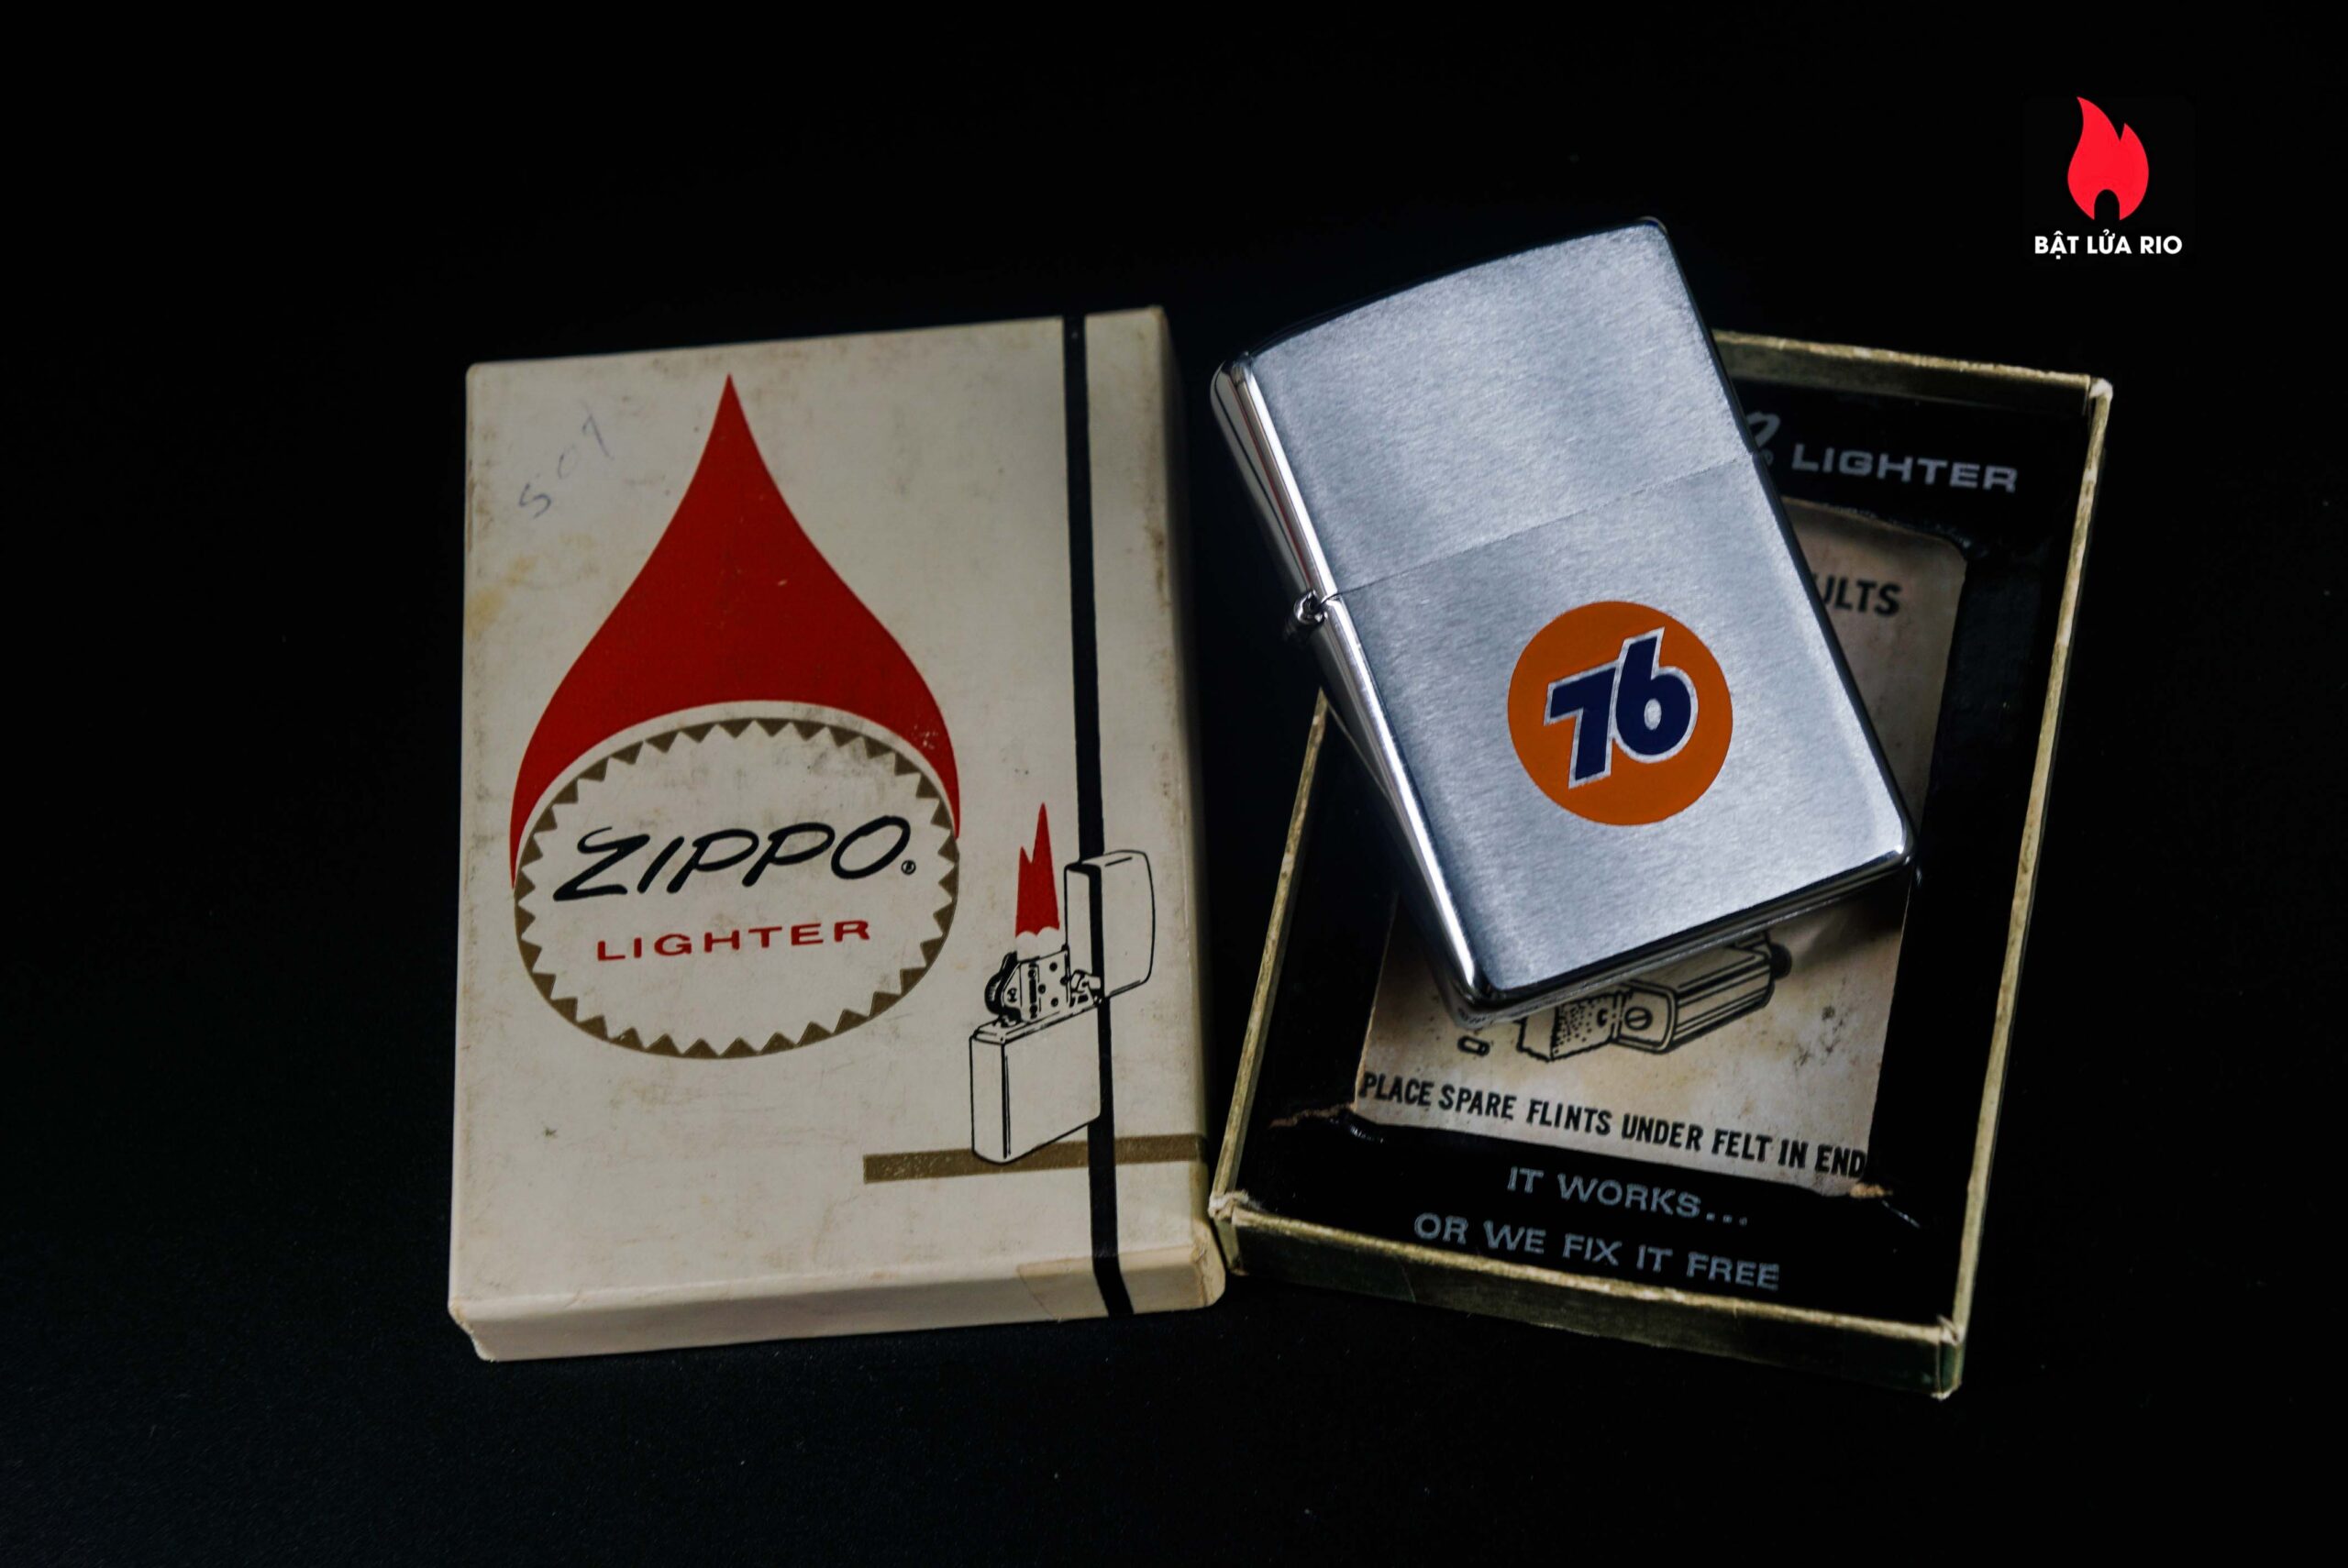 BẬT LỬA RIO
507
ZIPPO®
LIGHTER
LIGHTER
76
PLACE SPARE FLINTS UNDER FELT IN END
IT WORKS...
OR WE FIX IT FREE